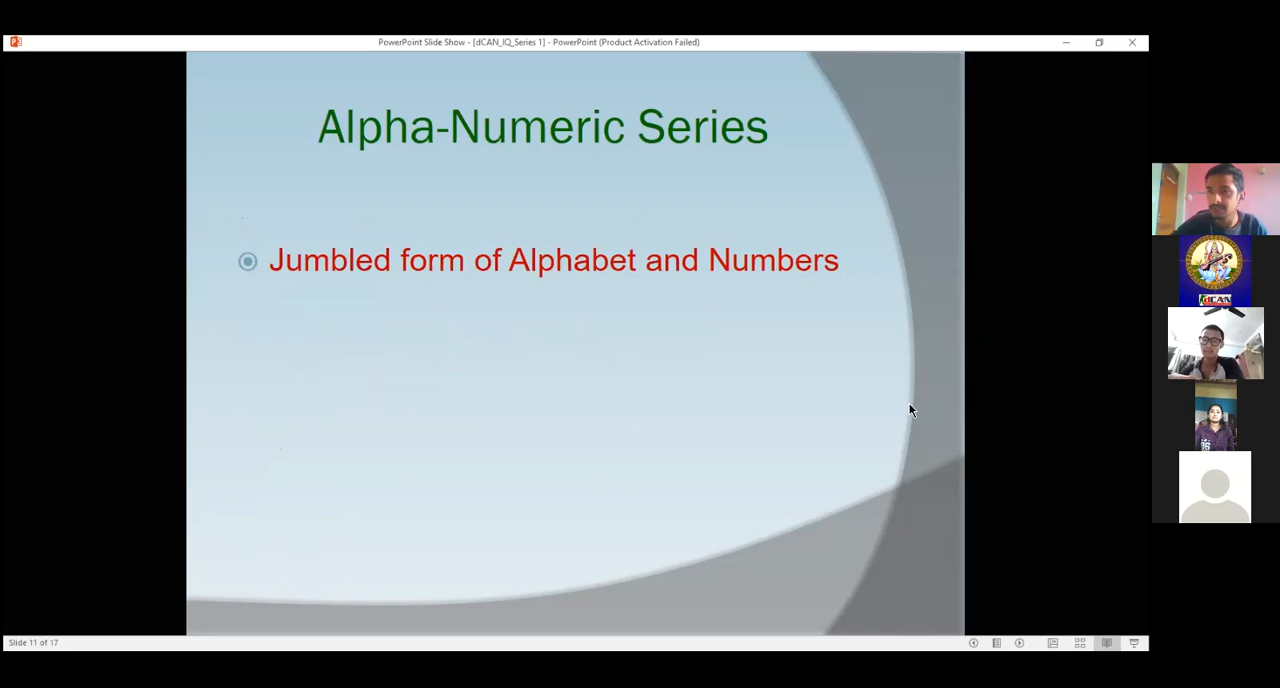 PowerPoint Slide Show - [dCAN_IQ_Series 1] - PowerPoint (Product Activation Failed)
Alpha-Numeric Series
Jumbled form of Alphabet and Numbers
dCAN
Slide 11 of 17